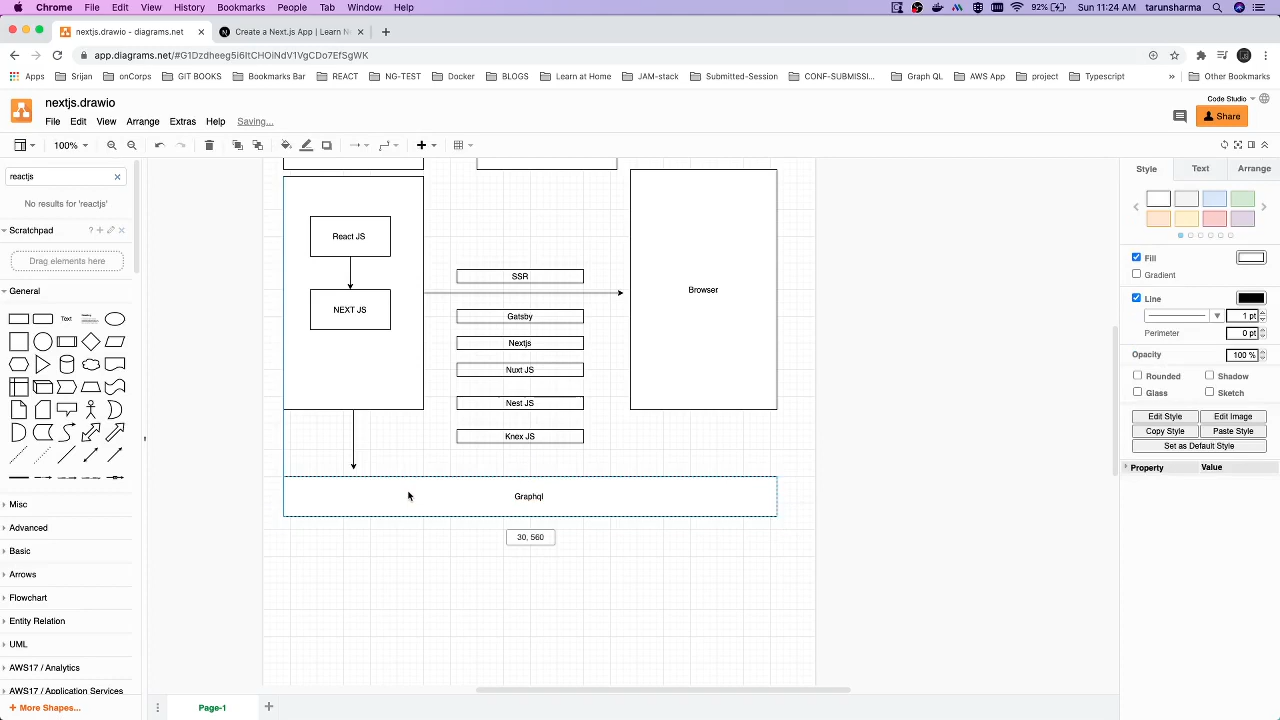 Chrome File Edit View History Bookmarks People Tab Window Help 92% Sun 11:24 AM tarunsharma
nextjs.drawio - diagrams.net
Create a Next.js App | Learn N
app.diagrams.net/#G1Dzdheeg5i6ItCHOiNdV1VgCDo7EfSgWK
Apps Srijan onCorps GIT BOOKS Bookmarks Bar REACT NG-TEST Docker BLOGS Learn at Home JAM-stack Submitted-Session CONF-SUBMISSI... Graph QL AWS App project Typescript » Other Bookmarks
nextjs.drawio
Code Studio
File Edit View Arrange Extras Help Saving...
Share
100%
reactjs
No results for 'reactjs'
Scratchpad
?
Drag elements here
General
Text
Heading
Misc
Advanced
Basic
Arrows
Flowchart
Entity Relation
UML
AWS17 / Analytics
AWS17 / Application Services
+ More Shapes...
React JS
NEXT JS
SSR
Gatsby
Nextjs
Nuxt JS
Nest JS
Knex JS
Browser
Graphql
30, 560
Page-1
Style Text Arrange
Fill
Gradient
Line
1 pt
Perimeter 0 pt
Opacity 100 %
Rounded Shadow
Glass Sketch
Edit Style Edit Image
Copy Style Paste Style
Set as Default Style
Property Value